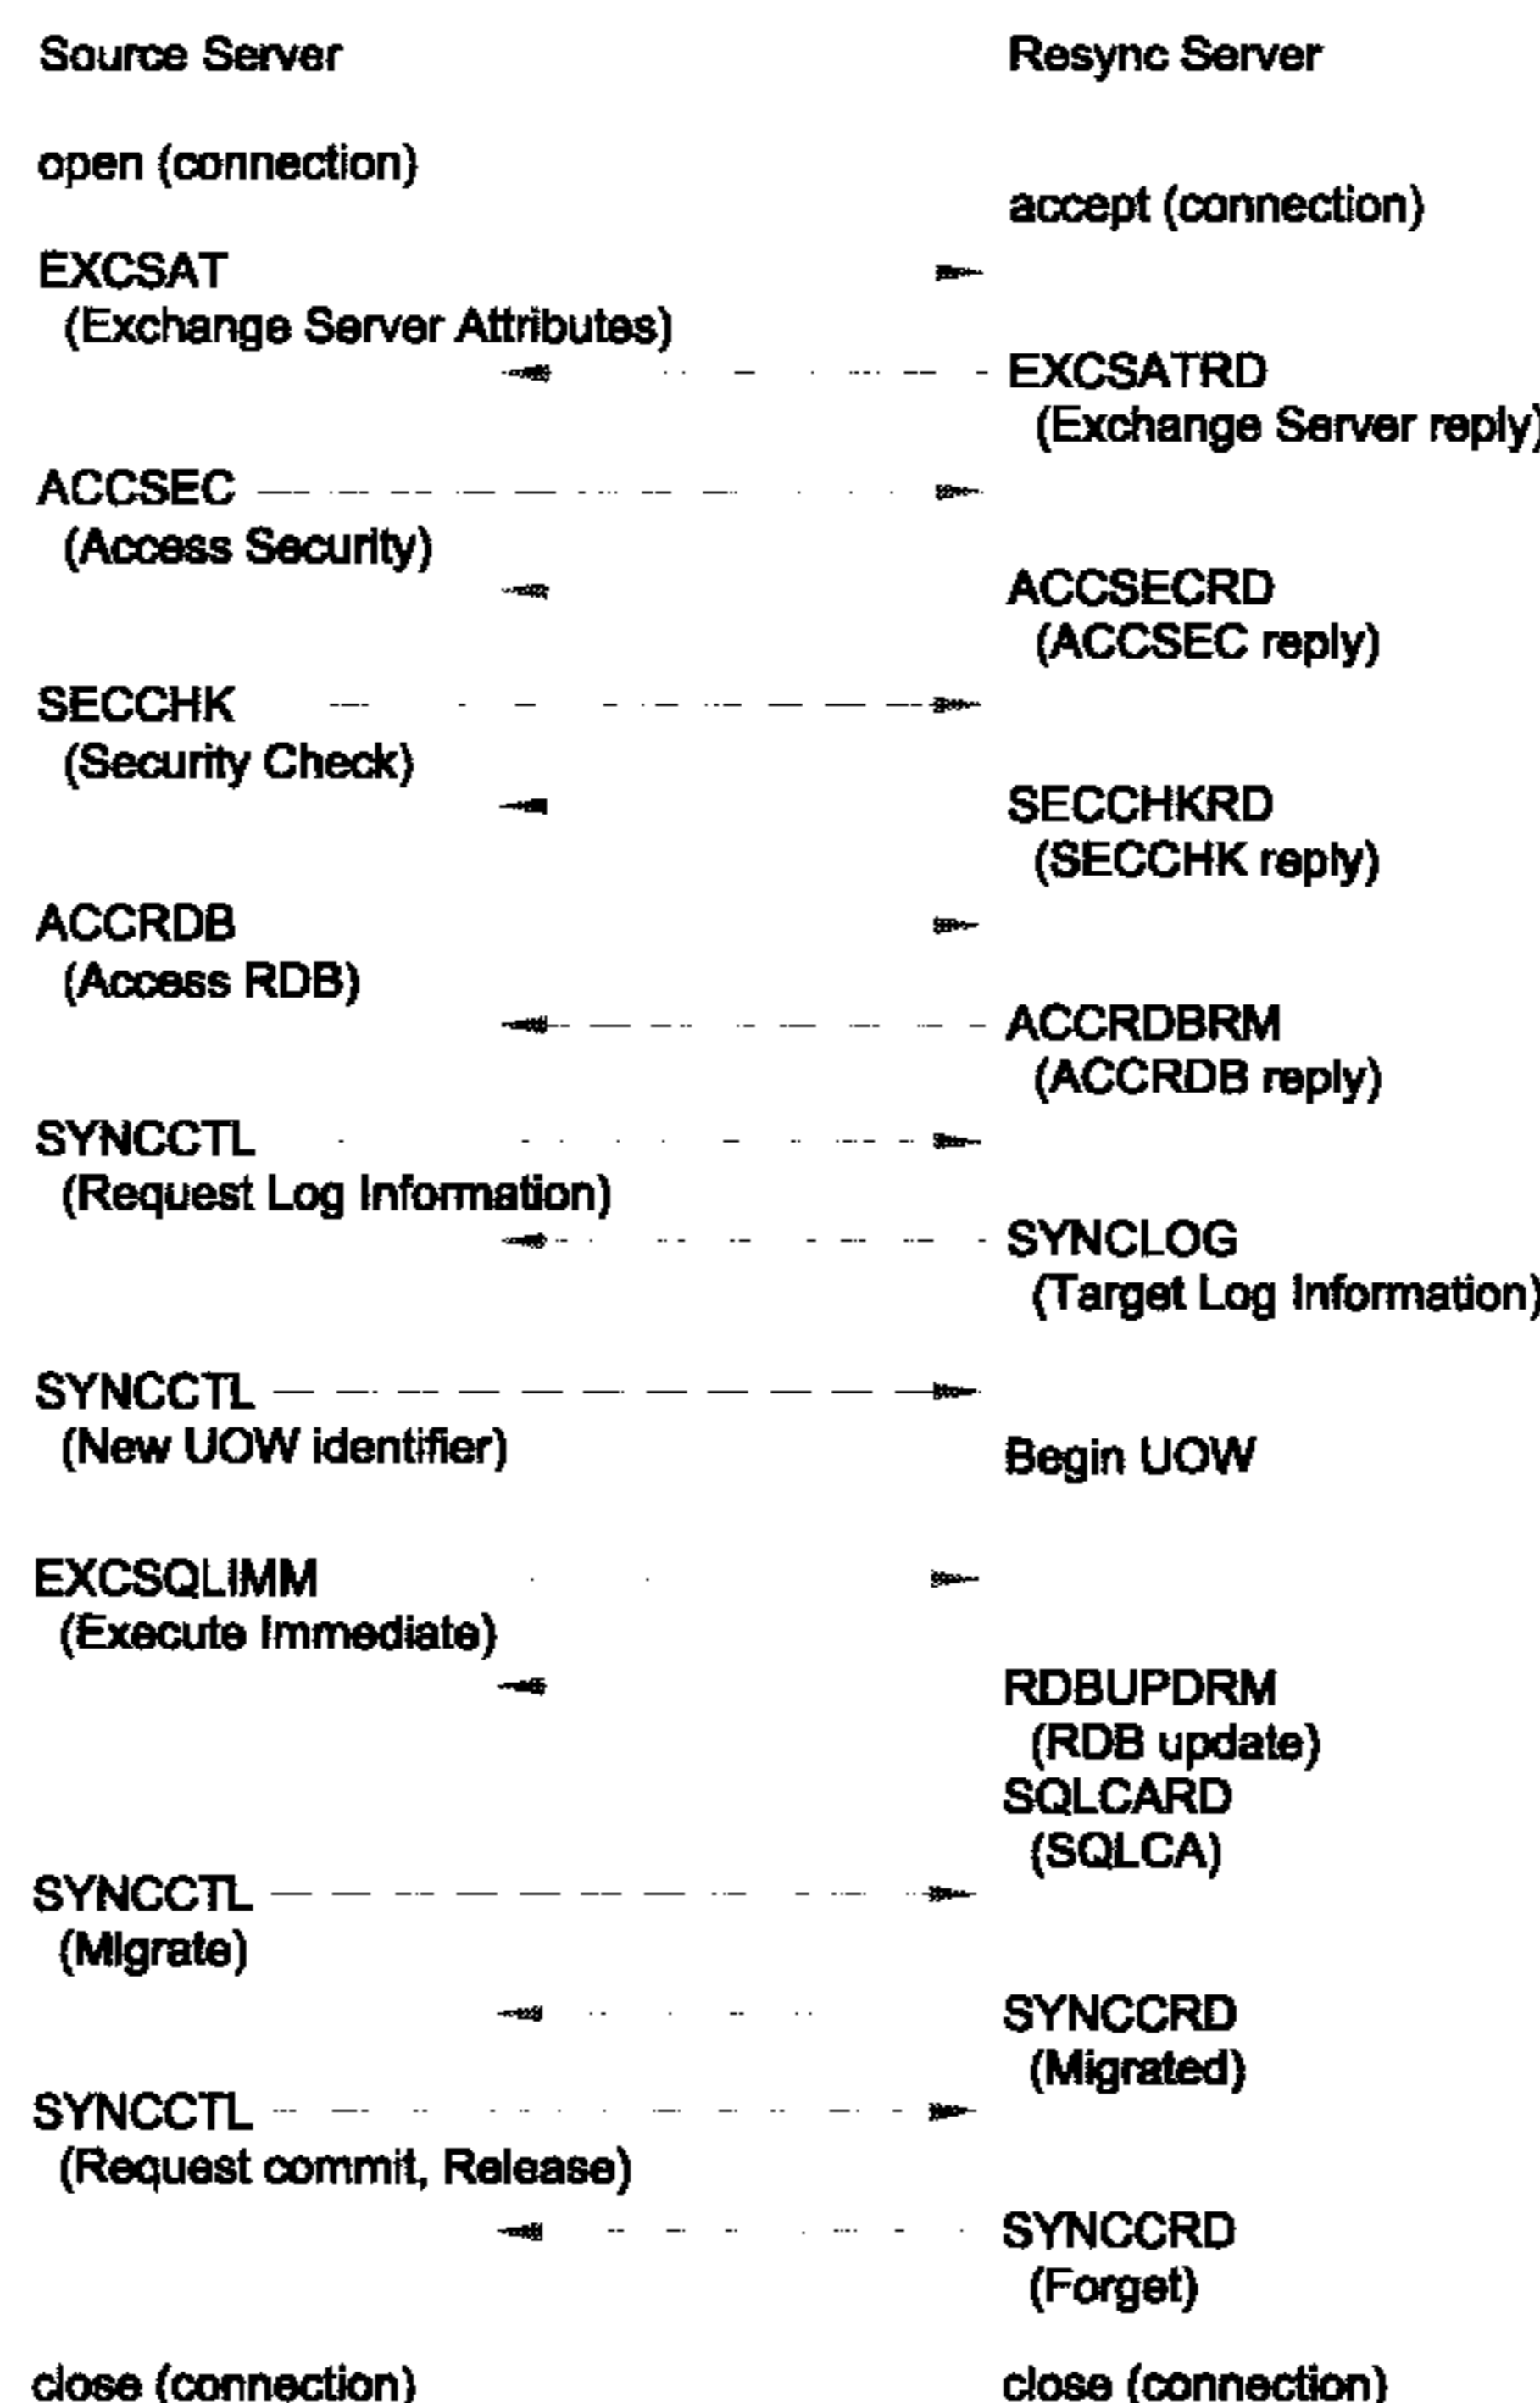 Source Server
Resync Server
open (connection)
accept (connection)
EXCSAT
(Exchange Server Attributes)
EXCSATRD
(Exchange Server reply)
ACCSEC
(Access Security)
ACCSECRD
(ACCSEC reply)
SECCHK
(Security Check)
SECCHKRD
(SECCHK reply)
ACCRDB
(Access RDB)
ACCRDBRM
(ACCRDB reply)
SYNCCTL
(Request Log Information)
SYNCLOG
(Target Log Information)
SYNCCTL
(New UOW identifier)
Begin UOW
EXCSQLIMM
(Execute Immediate)
RDBUPDRM
(RDB update)
SQLCARD
(SQLCA)
SYNCCTL
(Migrate)
SYNCCRD
(Migrated)
SYNCCTL
(Request commit, Release)
SYNCCRD
(Forget)
close (connection)
close (connection)